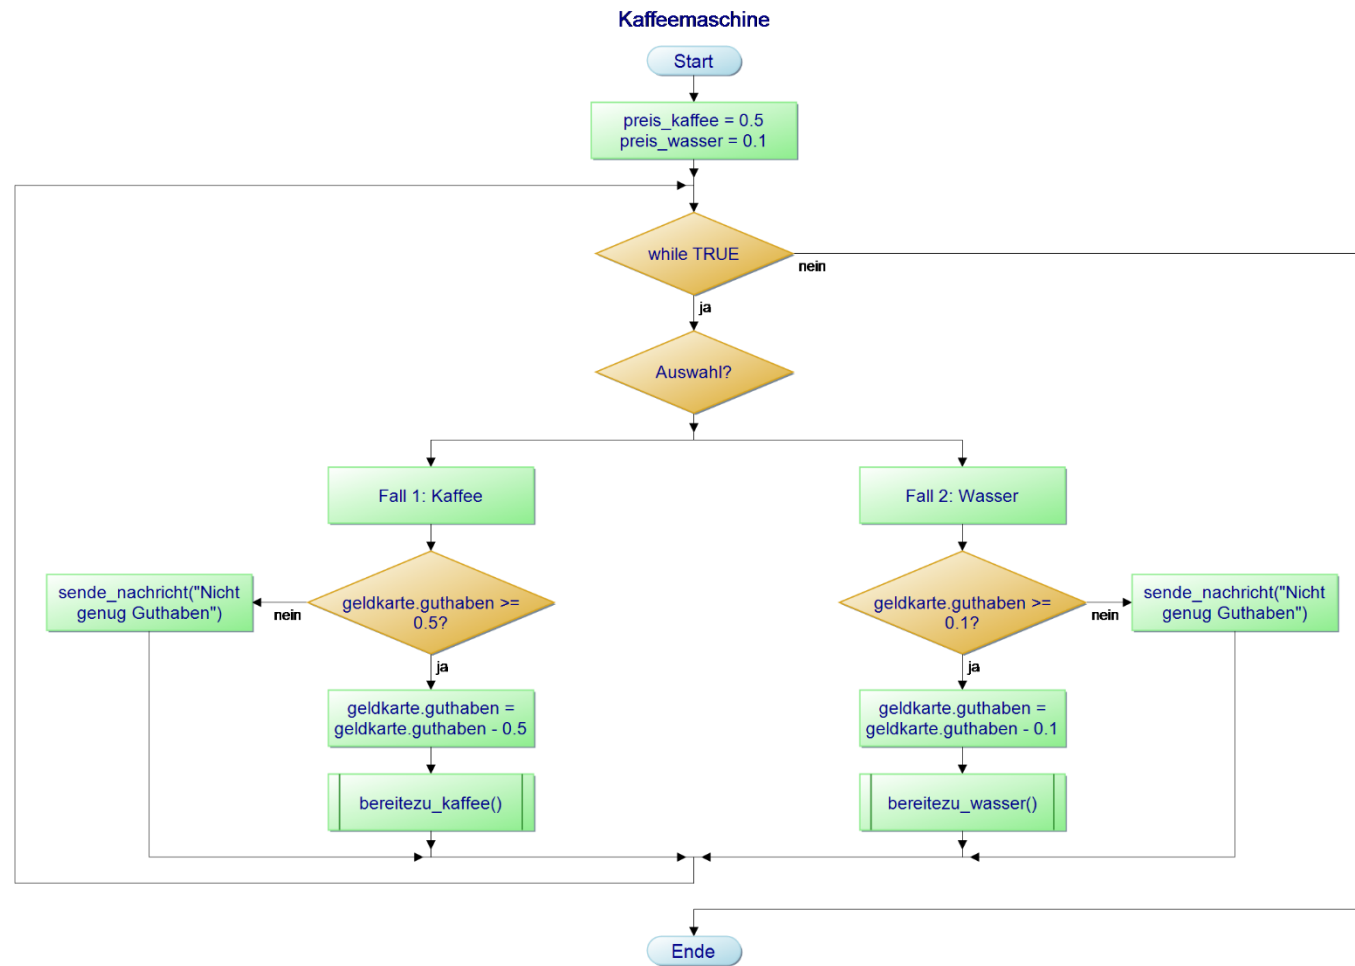 Kaffeemaschine
Start
preis_kaffee = 0.5
preis_wasser = 0.1
while TRUE
nein
ja
Auswahl?
Fall 1: Kaffee
Fall 2: Wasser
sende_nachricht("Nicht
genug Guthaben")
nein
geldkarte.guthaben >=
0.5?
geldkarte.guthaben >=
0.1?
nein
sende_nachricht("Nicht
genug Guthaben")
ja
ja
geldkarte.guthaben =
geldkarte.guthaben - 0.5
geldkarte.guthaben =
geldkarte.guthaben - 0.1
bereitezu_kaffee()
bereitezu_wasser()
Ende